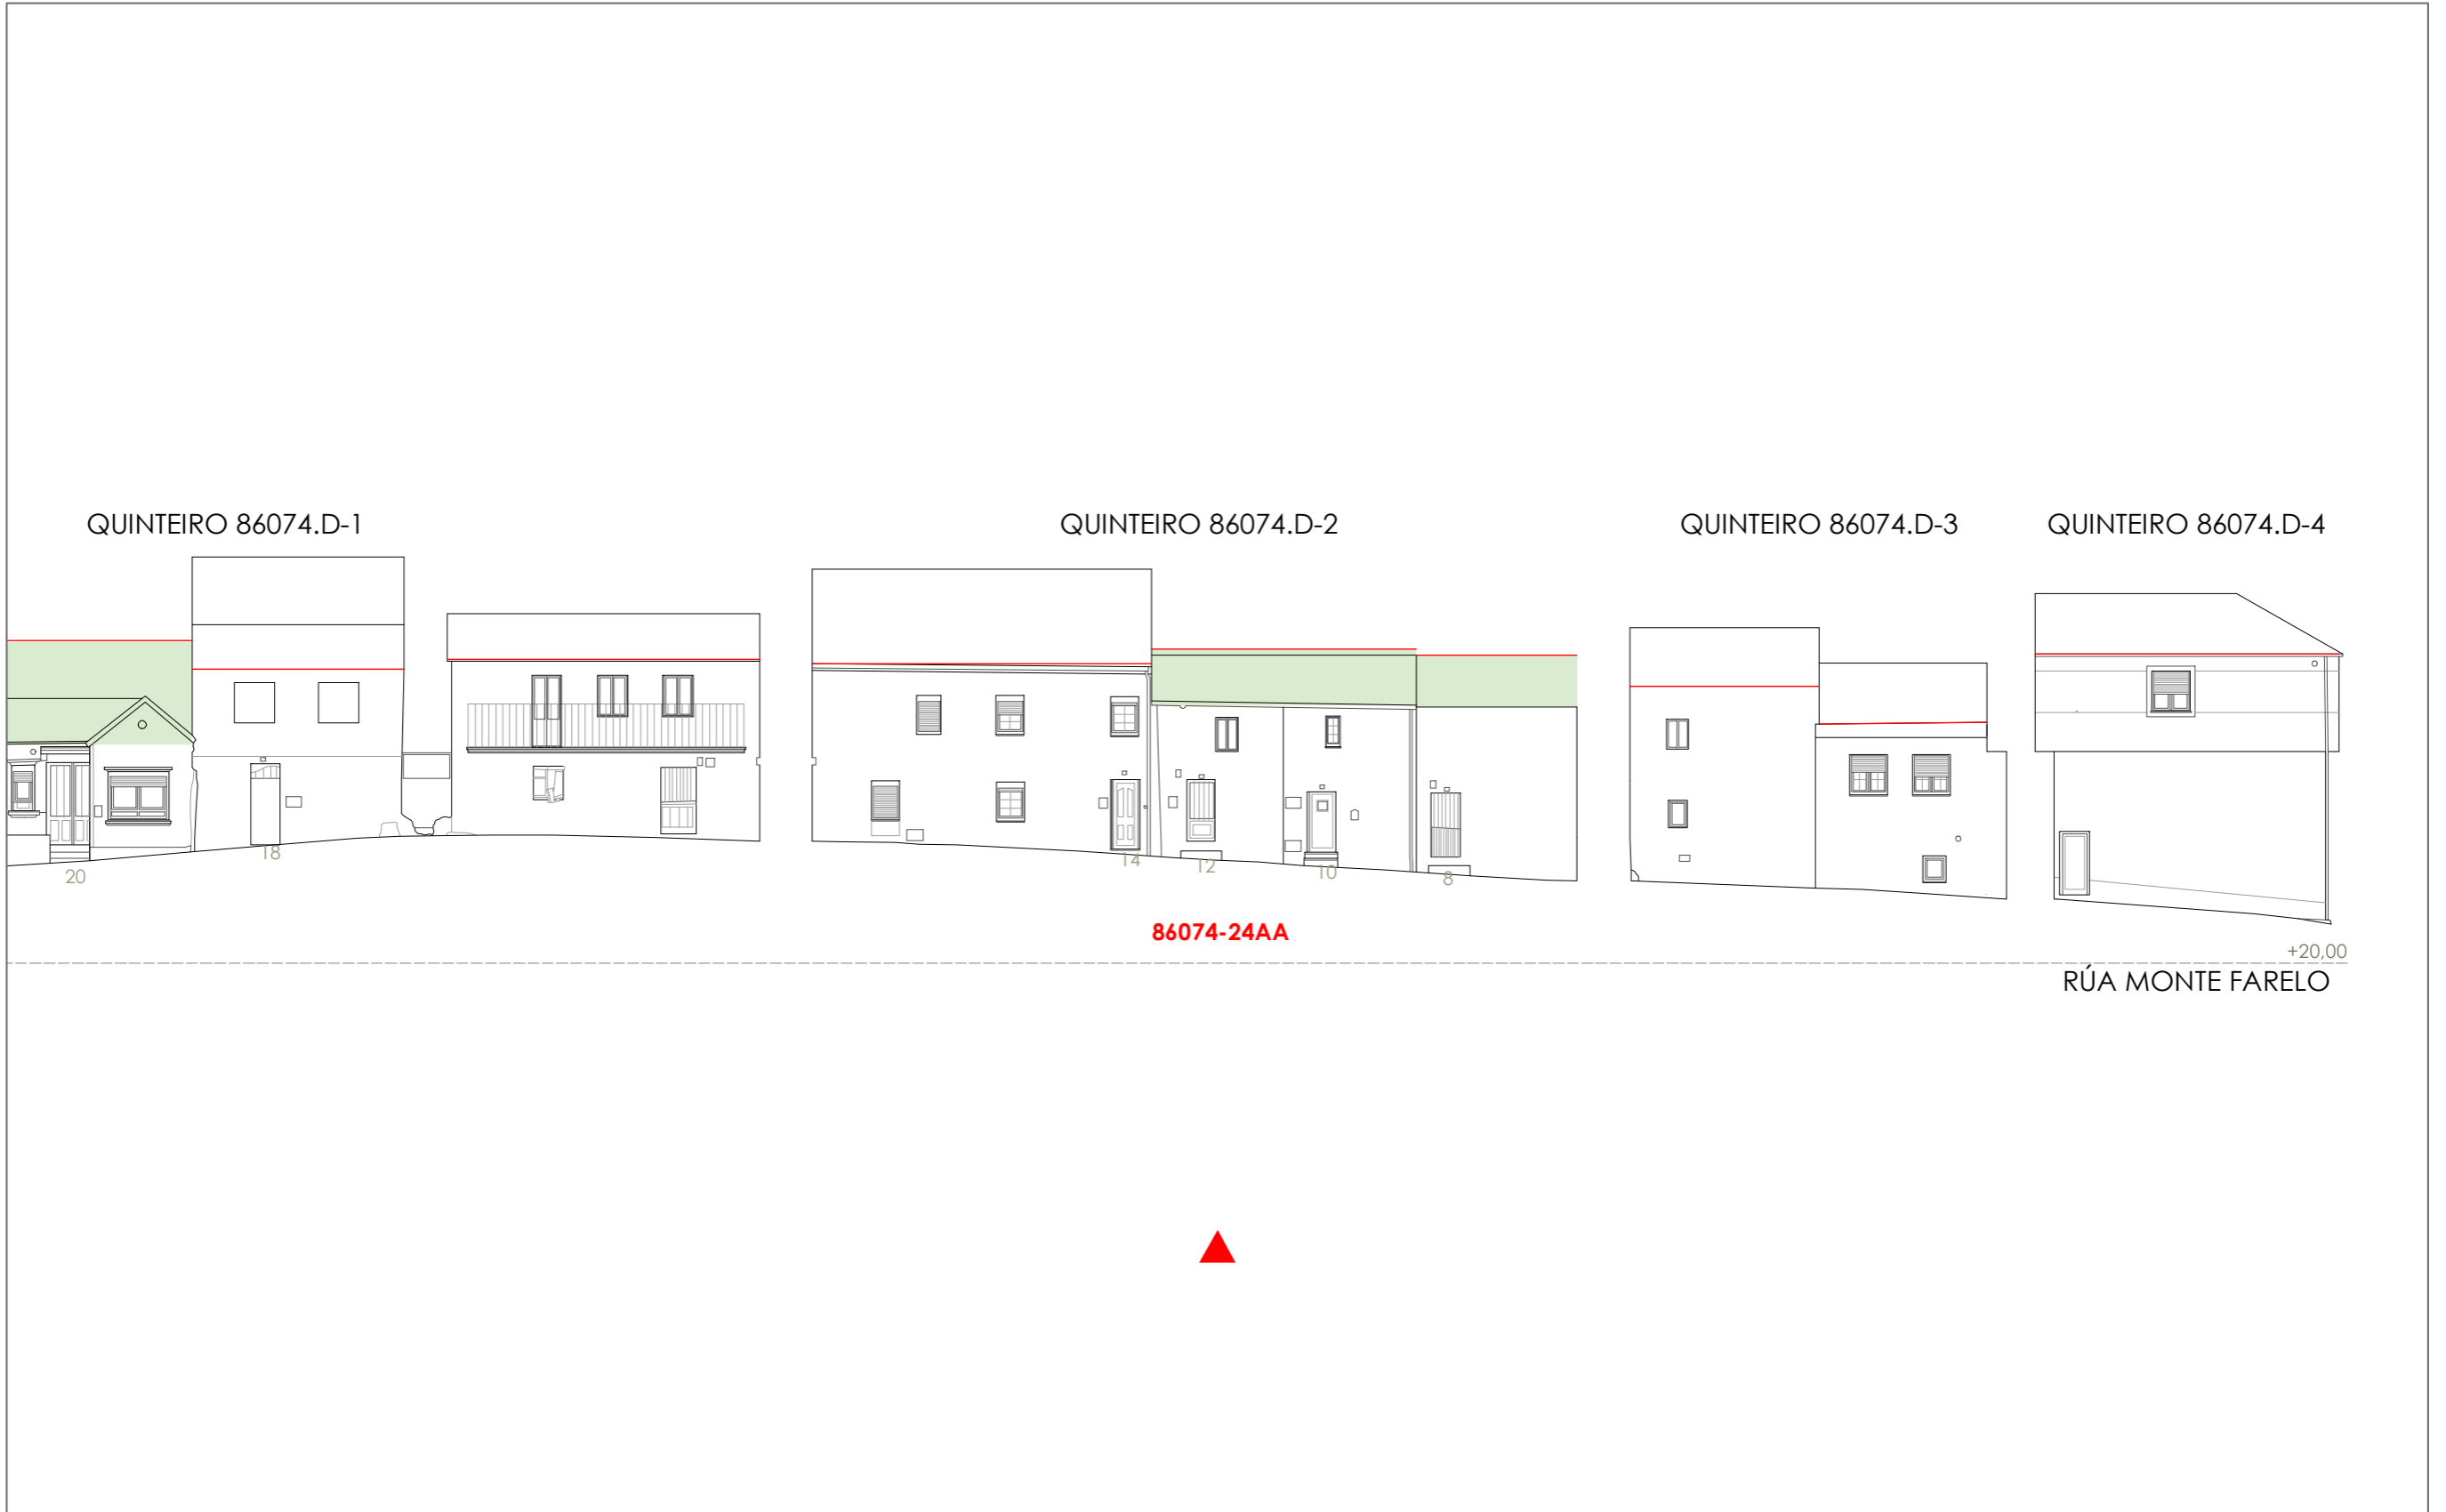 QUINTEIRO 86074.D-1
QUINTEIRO 86074.D-2
QUINTEIRO 86074.D-3
QUINTEIRO 86074.D-4
20
18
14
12
10
8
86074-24AA
+20,00
RÚA MONTE FARELO